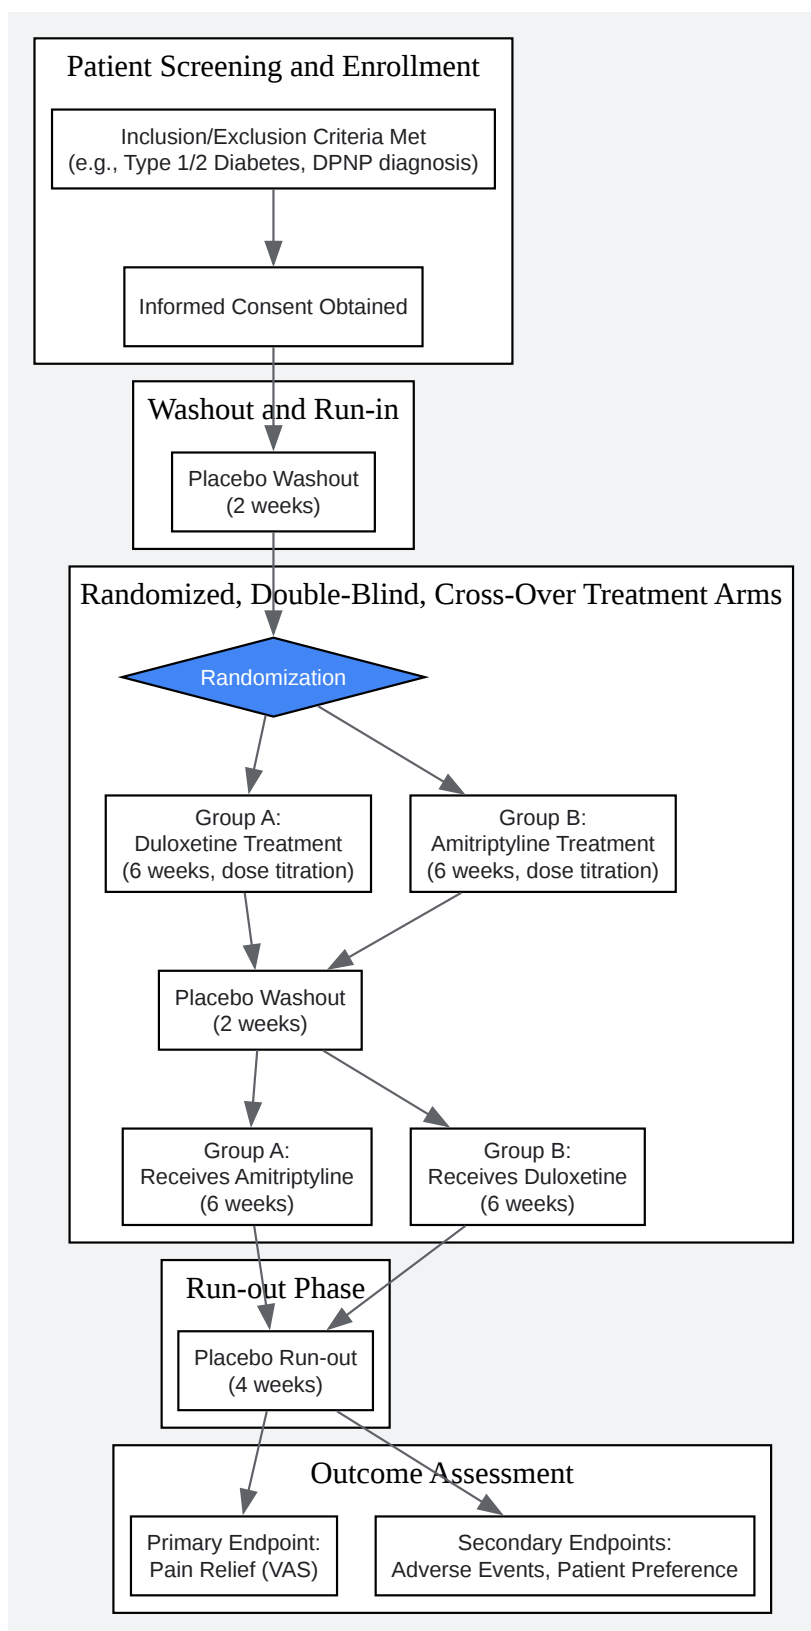 Patient Screening and Enrollment
Inclusion/Exclusion Criteria Met
(e.g., Type 1/2 Diabetes, DPNP diagnosis)
Informed Consent Obtained
Washout and Run-in
Placebo Washout
(2 weeks)
Randomized, Double-Blind, Cross-Over Treatment Arms
Randomization
Group A:
Duloxetine Treatment
(6 weeks, dose titration)
Group B:
Amitriptyline Treatment
(6 weeks, dose titration)
Placebo Washout
(2 weeks)
Group A:
Receives Amitriptyline
(6 weeks)
Group B:
Receives Duloxetine
(6 weeks)
Run-out Phase
Placebo Run-out
(4 weeks)
Outcome Assessment
Primary Endpoint:
Pain Relief (VAS)
Secondary Endpoints:
Adverse Events, Patient Preference